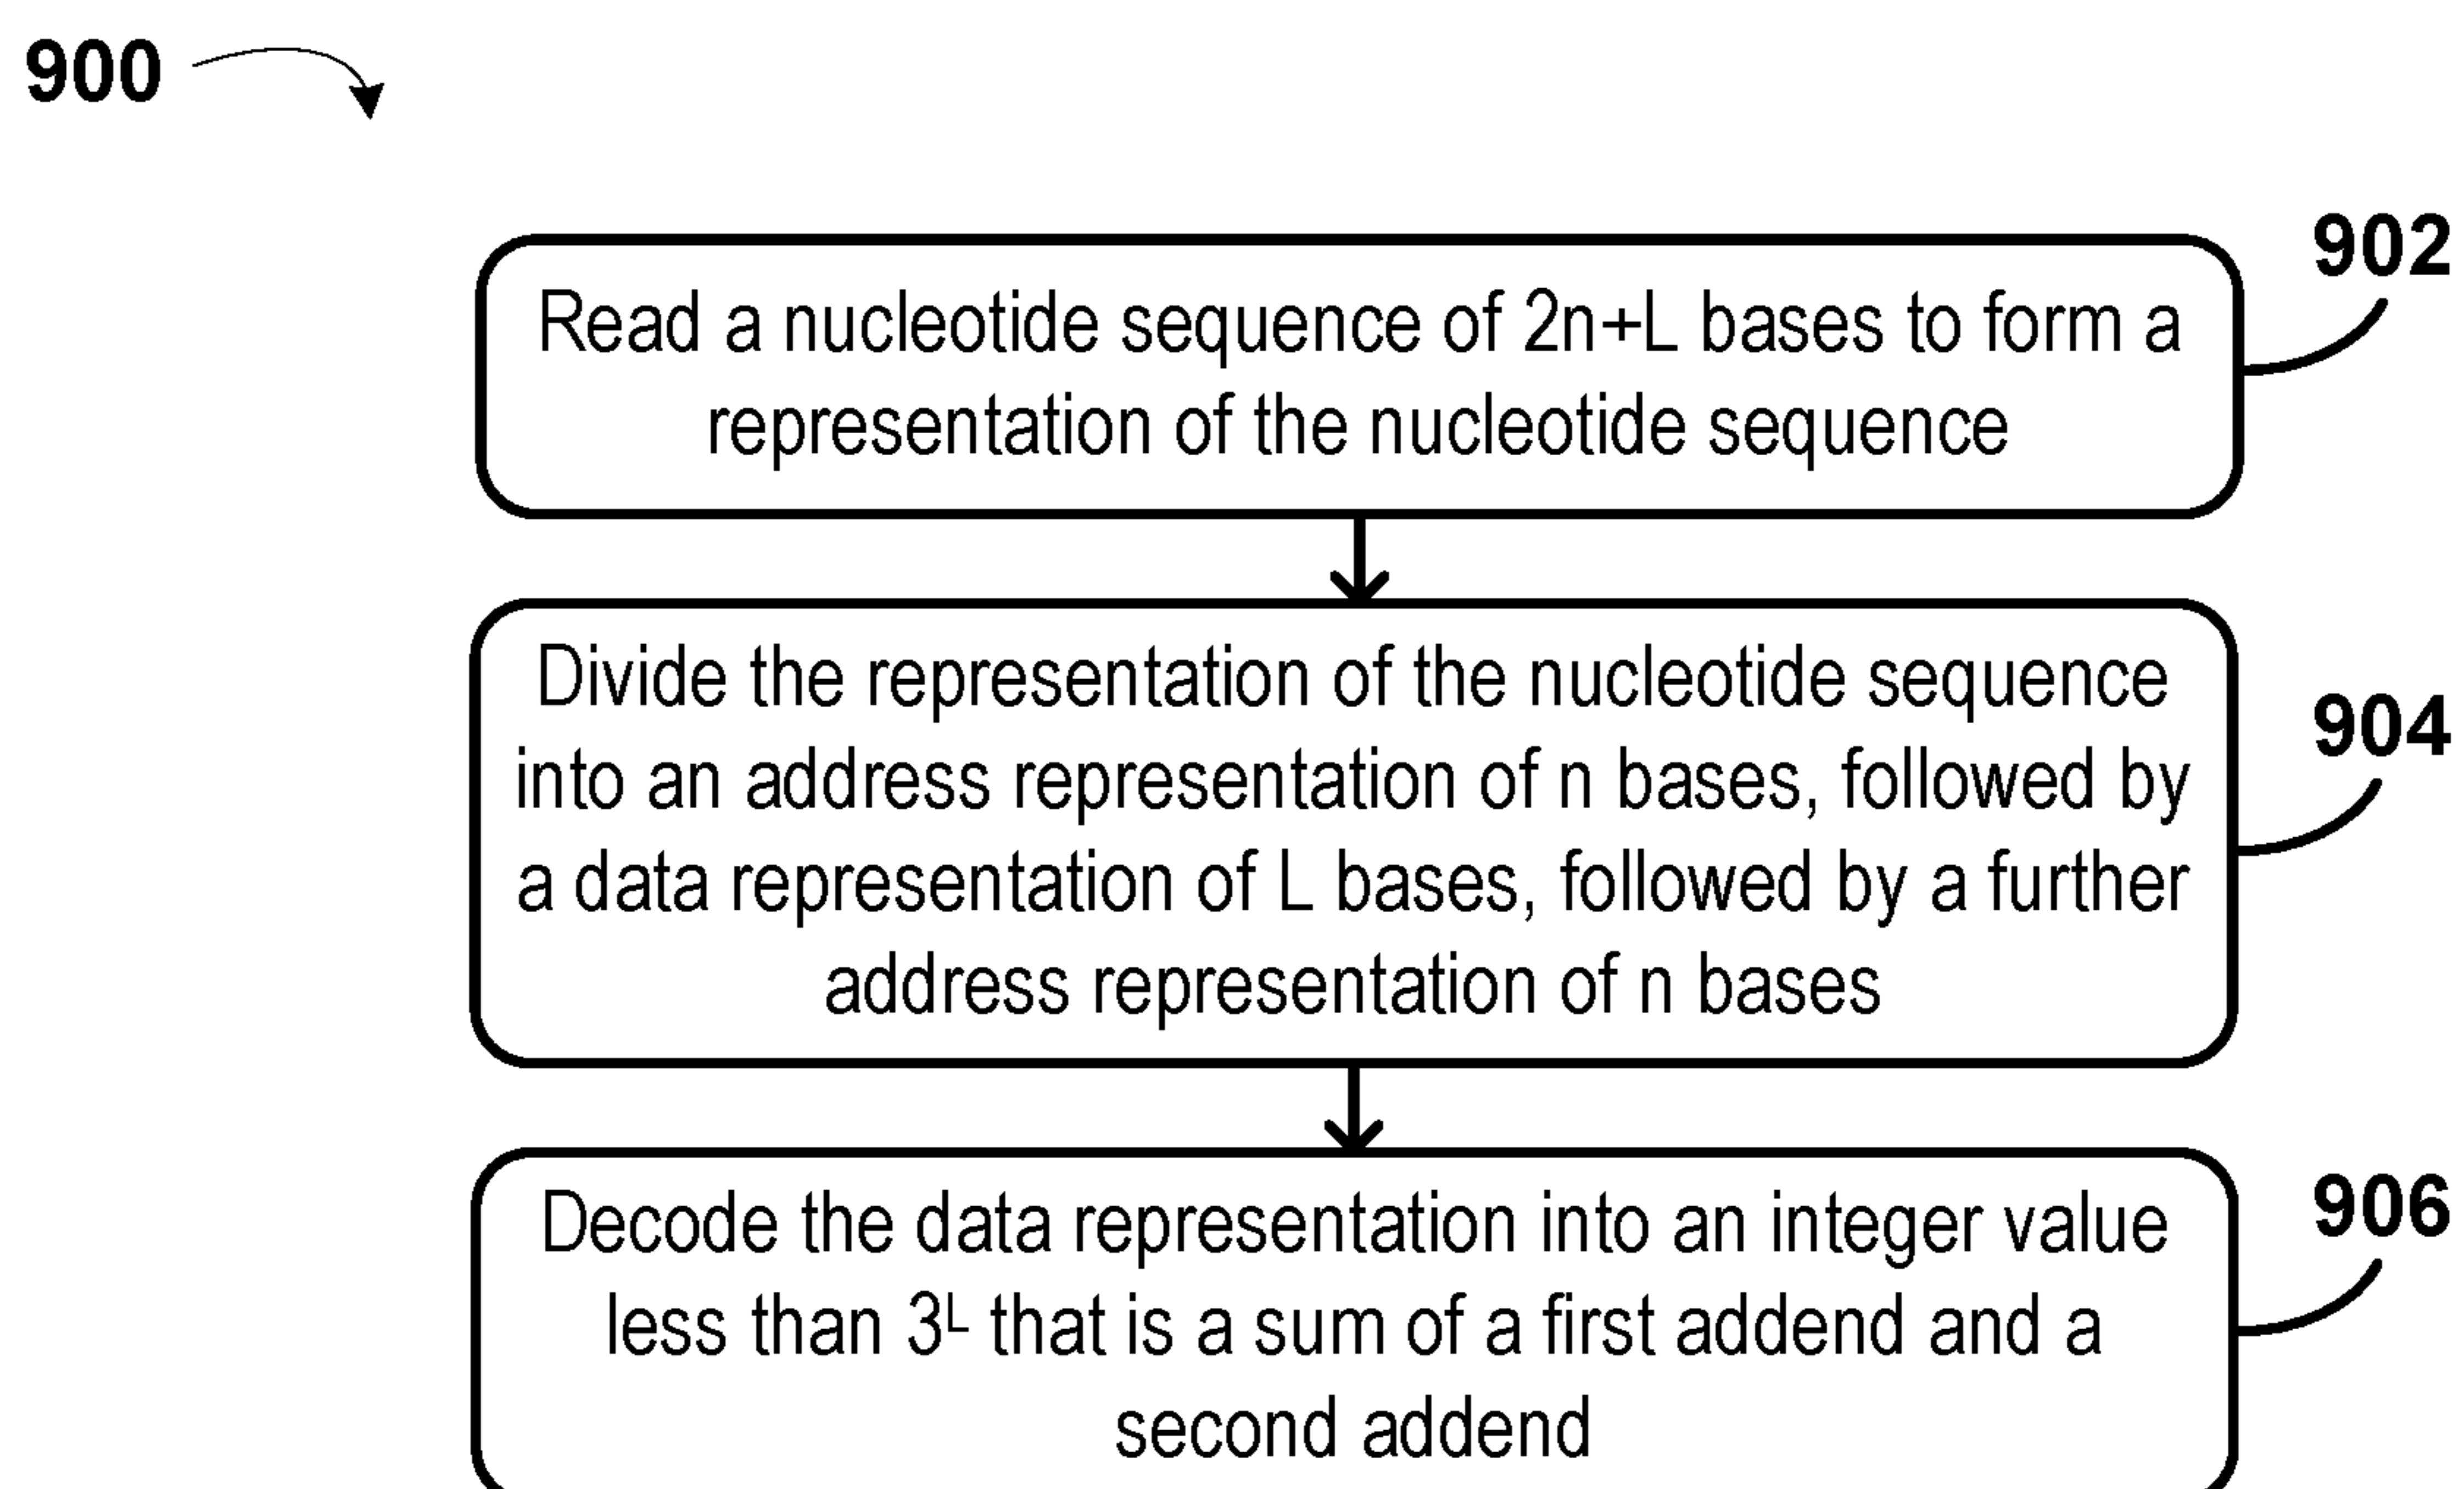 900
902
Read a nucleotide sequence of 2n+L bases to form a
representation of the nucleotide sequence
Divide the representation of the nucleotide sequence
904
into an address representation of n bases, followed by
a data representation of L bases, followed by a further
address representation of n bases
906
Decode the data representation into an integer value
less than 3ᴸ that is a sum of a first addend and a
second addend